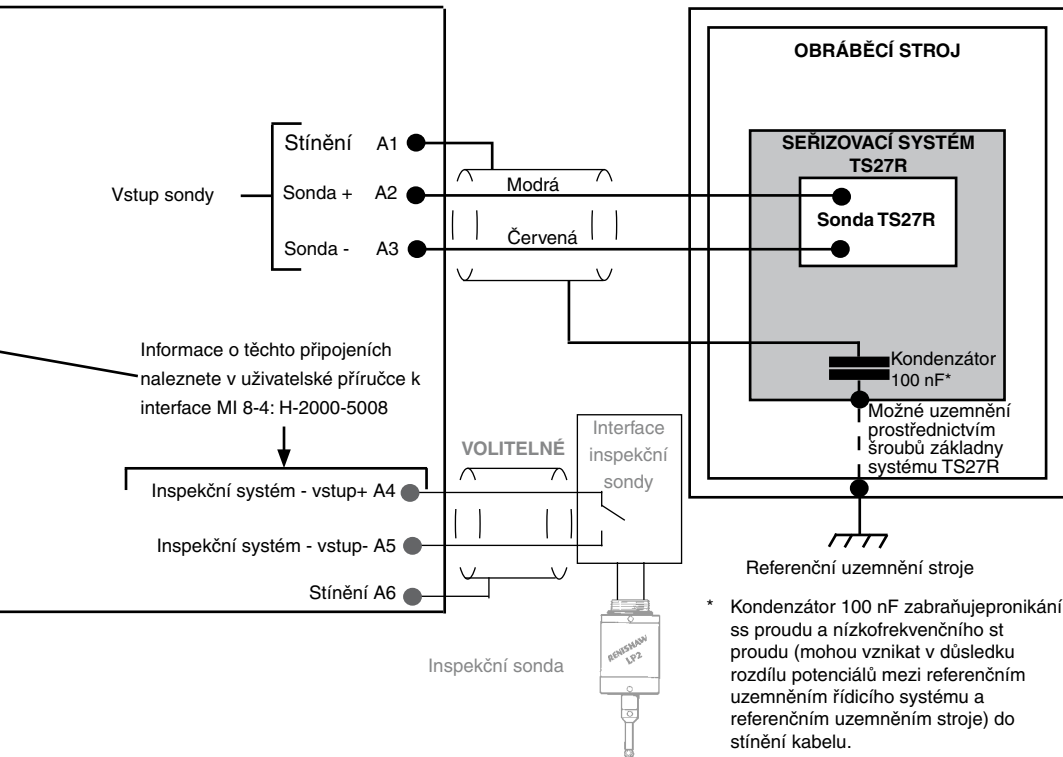 OBRÁBĚCÍ STROJ
SEŘIZOVACÍ SYSTÉM
TS27R
Sonda TS27R
Vstup sondy
Stínění A1
Sonda + A2
Sonda - A3
Modrá
Červená
Kondenzátor
100 nF*
Možné uzemnění
prostřednictvím
šroubů základny
systému TS27R
Informace o těchto připojeních
naleznete v uživatelské příručce k
interface MI 8-4: H-2000-5008
VOLITELNÉ
Interface
inspekční
sondy
Inspekční systém - vstup+ A4
Inspekční systém - vstup- A5
Stínění A6
Inspekční sonda
RENISHAW
LP2
Referenční uzemnění stroje
* Kondenzátor 100 nF zabraňujepronikání
ss proudu a nízkofrekvenčního st
proudu (mohou vznikat v důsledku
rozdílu potenciálů mezi referenčním
uzemněním řídicího systému a
referenčním uzemněním stroje) do
stínění kabelu.